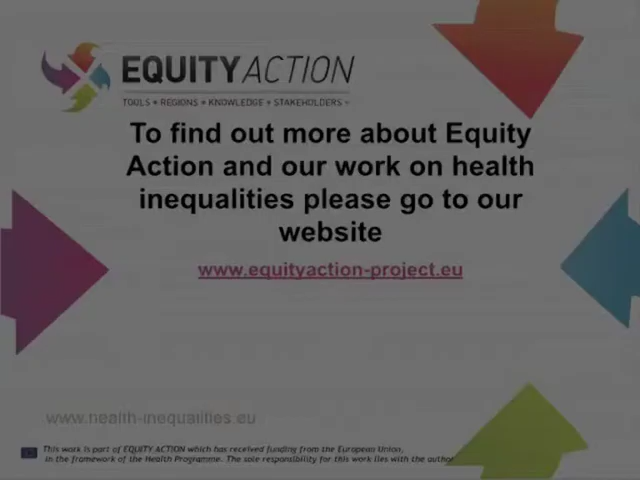 EQUITY ACTION
TOOLS • REGIONS • KNOWLEDGE • STAKEHOLDERS •
To find out more about Equity
Action and our work on health
inequalities please go to our
website
www.equityaction-project.eu
www.health-inequalities.eu
This work is part of EQUITY ACTION which has received funding from the European Union,
in the framework of the Health Programme. The sole responsibility for this work lies with the author